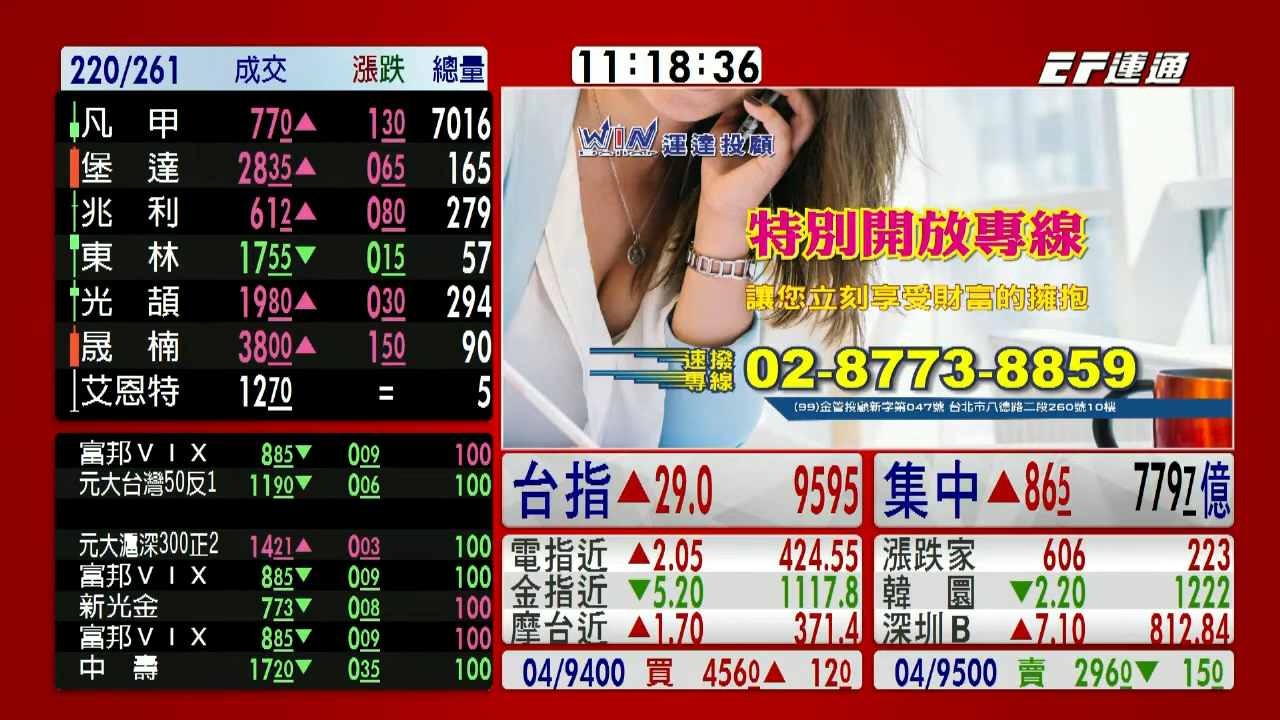 220/261 成交 漲跌 總量
11:18:36
EF運通
凡甲 770▲ 130 7016
堡達 2835▲ 065 165
兆利 612▲ 080 279
東林 1755▼ 015 57
光頡 1980▲ 030 294
晟楠 3800▲ 150 90
艾恩特 1270 = 5
WIN 運達投顧
特別開放專線
讓您立刻享受財富的擁抱
速撥專線 02-8773-8859
(99)金管投顧新字第047號 台北市八德路二段260號10樓
富邦ＶＩＸ 885▼ 009 100
元大台灣50反1 1190▼ 006 100
元大滬深300正2 1421▲ 003 100
富邦ＶＩＸ 885▼ 009 100
新光金 773▼ 008 100
富邦ＶＩＸ 885▼ 009 100
中壽 1720▼ 035 100
台指▲29.0 9595
集中▲865 7797億
電指近 ▲2.05 424.55
金指近 ▼5.20 1117.8
摩台近 ▲1.70 371.4
漲跌家 606 223
韓圜 ▼2.20 1222
深圳B ▲7.10 812.84
04/9400 買 4560▲ 120
04/9500 賣 2960▼ 150